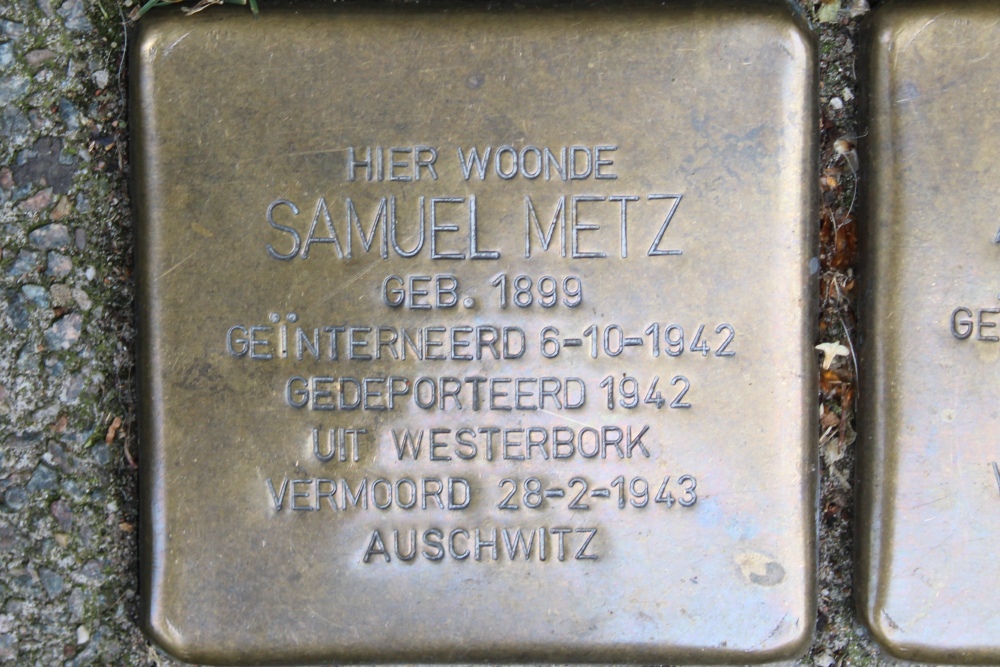 HIER WOONDE
SAMUEL METZ
GEB. 1899
GEÏNTERNEERD 6-10-1942
GEDEPORTEERD 1942
UIT WESTERBORK
VERMOORD 28-2-1943
AUSCHWITZ